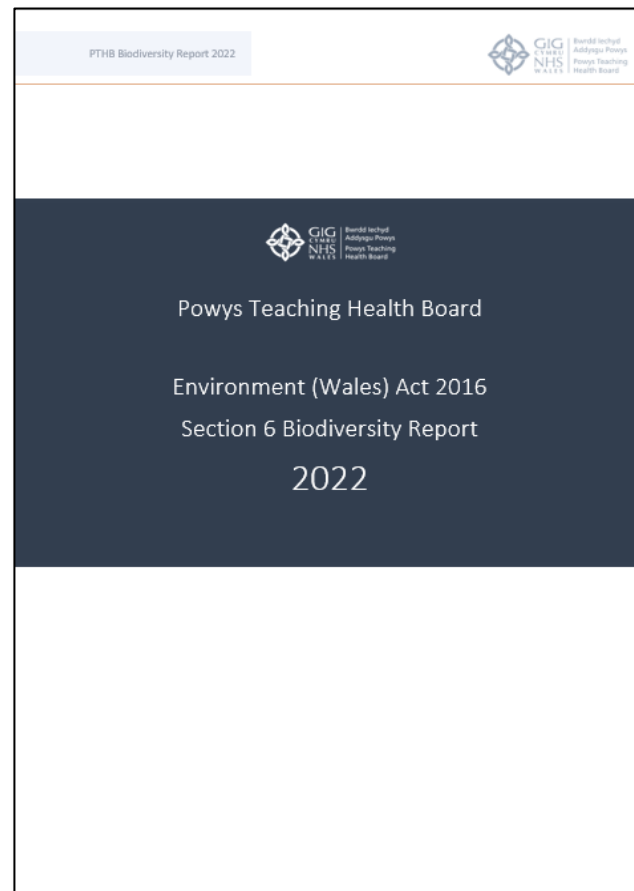 PTHB Biodiversity Report 2022
GIG
CYMRU
NHS
WALES
Bwrdd Iechyd
Addysgu Powys
Powys Teaching
Health Board
GIG
CYMRU
NHS
WALES
Bwrdd Iechyd
Addysgu Powys
Powys Teaching
Health Board
Powys Teaching Health Board
Environment (Wales) Act 2016
Section 6 Biodiversity Report
2022